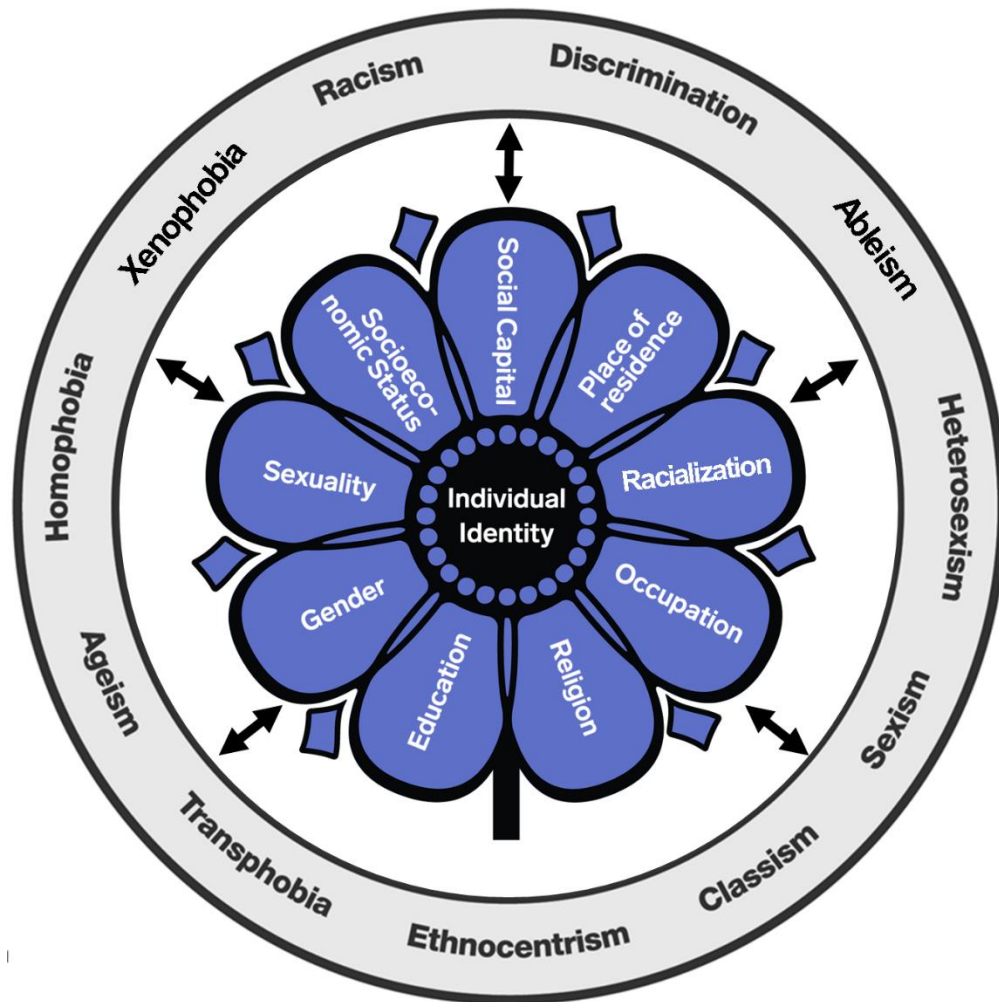 Discrimination
Ableism
Heterosexism
Sexism
Classism
Ethnocentrism
Transphobia
Ageism
Homophobia
Xenophobia
Racism
Social Capital
Place of
residence
Racialization
Occupation
Religion
Education
Gender
Sexuality
Socioeco-
nomic Status
Individual
Identity